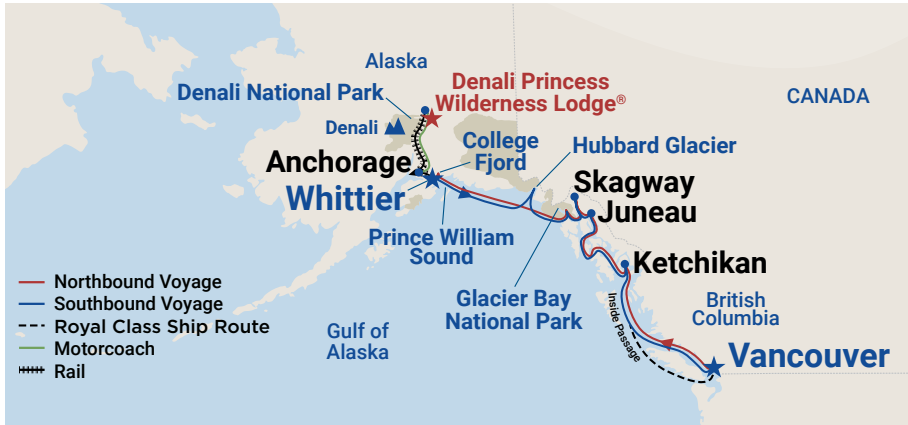 Alaska
Denali Princess
Wilderness Lodge®
Denali National Park
CANADA
Denali
College
Fjord
Hubbard Glacier
Anchorage
Whittier
Skagway
Juneau
Prince William
Sound
Ketchikan
Glacier Bay
National Park
Inside Passage
British
Columbia
Gulf of
Alaska
Vancouver
Northbound Voyage
Southbound Voyage
Royal Class Ship Route
Motorcoach
Rail